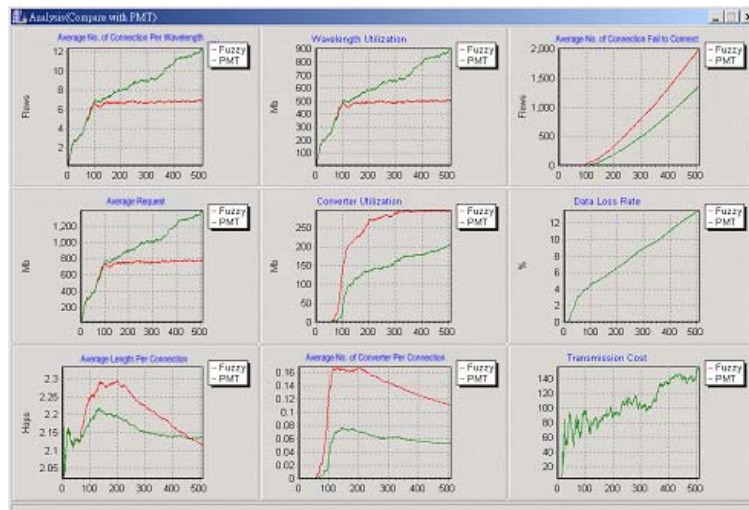 Analysis(Compare with PMT)
Average No. of Connection Per Wavelength
Fuzzy
PMT
Flows
12
10
8
6
4
2
0 100 200 300 400 500
Wavelength Utilization
Fuzzy
PMT
Mb
900
800
700
600
500
400
300
200
100
0 100 200 300 400 500
Average No. of Connection Fail to Connect
Fuzzy
PMT
Flows
2,000
1,500
1,000
500
0
0 100 200 300 400 500
Average Request
Fuzzy
PMT
Mb
1,200
1,000
800
600
400
200
0 100 200 300 400 500
Converter Utilization
Fuzzy
PMT
Mb
250
200
150
100
50
0
0 100 200 300 400 500
Data Loss Rate
Fuzzy
PMT
%
12
10
8
6
4
2
0
0 100 200 300 400 500
Average Length Per Connection
Fuzzy
PMT
Hops
2.3
2.25
2.2
2.15
2.1
2.05
0 100 200 300 400 500
Average No. of Converter Per Connection
Fuzzy
PMT
0.16
0.14
0.12
0.1
0.08
0.06
0.04
0.02
0
0 100 200 300 400 500
Transmission Cost
Fuzzy
PMT
140
120
100
80
60
40
20
0 100 200 300 400 500